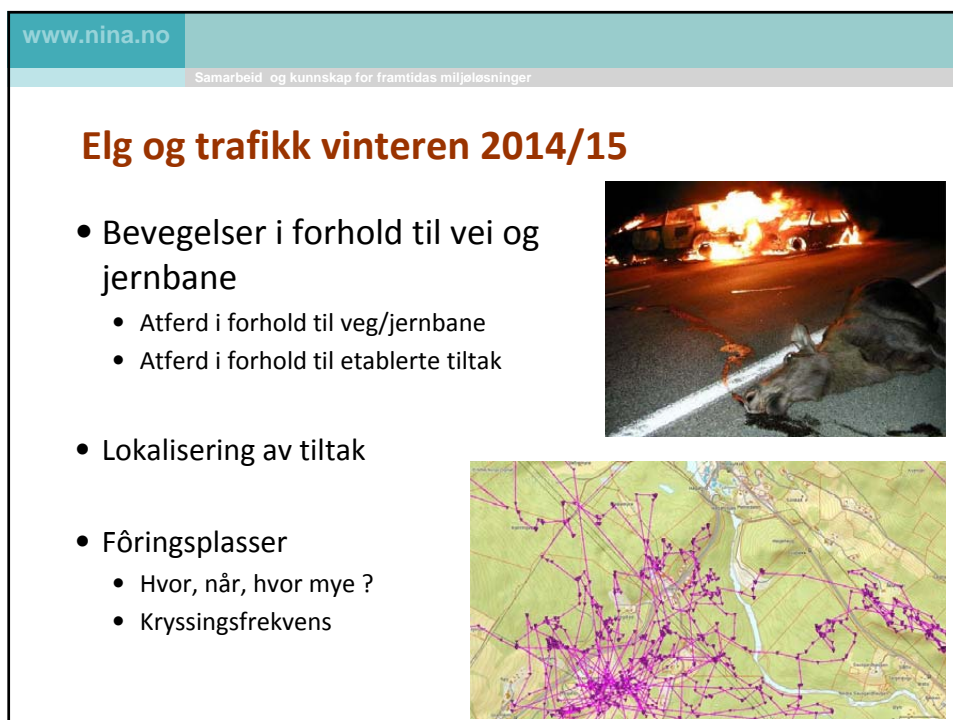 www.nina.no
Samarbeid og kunnskap for framtidas miljøløsninger
Elg og trafikk vinteren 2014/15
• Bevegelser i forhold til vei og
jernbane
• Atferd i forhold til veg/jernbane
• Atferd i forhold til etablerte tiltak
• Lokalisering av tiltak
• Fôringsplasser
• Hvor, når, hvor mye ?
• Kryssingsfrekvens